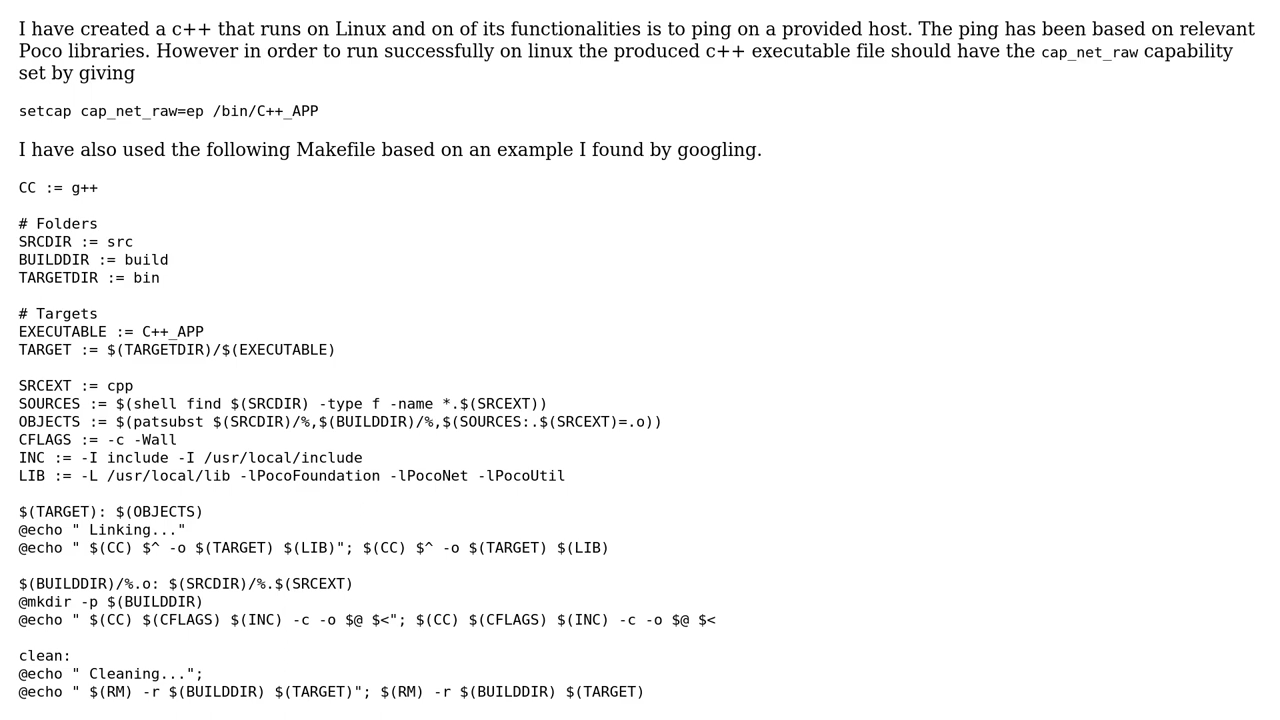 I have created a c++ that runs on Linux and on of its functionalities is to ping on a provided host. The ping has been based on relevant
Poco libraries. However in order to run successfully on linux the produced c++ executable file should have the cap_net_raw capability
set by giving
setcap cap_net_raw=ep /bin/C++_APP
I have also used the following Makefile based on an example I found by googling.
CC := g++
# Folders
SRCDIR := src
BUILDDIR := build
TARGETDIR := bin
# Targets
EXECUTABLE := C++_APP
TARGET := $(TARGETDIR)/$(EXECUTABLE)
SRCEXT := cpp
SOURCES := $(shell find $(SRCDIR) -type f -name *.$(SRCEXT))
OBJECTS := $(patsubst $(SRCDIR)/%,$(BUILDDIR)/%,$(SOURCES:.$(SRCEXT)=.o))
CFLAGS := -c -Wall
INC := -I include -I /usr/local/include
LIB := -L /usr/local/lib -lPocoFoundation -lPocoNet -lPocoUtil
$(TARGET): $(OBJECTS)
@echo " Linking..."
@echo " $(CC) $^ -o $(TARGET) $(LIB)"; $(CC) $^ -o $(TARGET) $(LIB)
$(BUILDDIR)/%.o: $(SRCDIR)/%.$(SRCEXT)
@mkdir -p $(BUILDDIR)
@echo " $(CC) $(CFLAGS) $(INC) -c -o $@ $<"; $(CC) $(CFLAGS) $(INC) -c -o $@ $<
clean:
@echo " Cleaning...";
@echo " $(RM) -r $(BUILDDIR) $(TARGET)"; $(RM) -r $(BUILDDIR) $(TARGET)